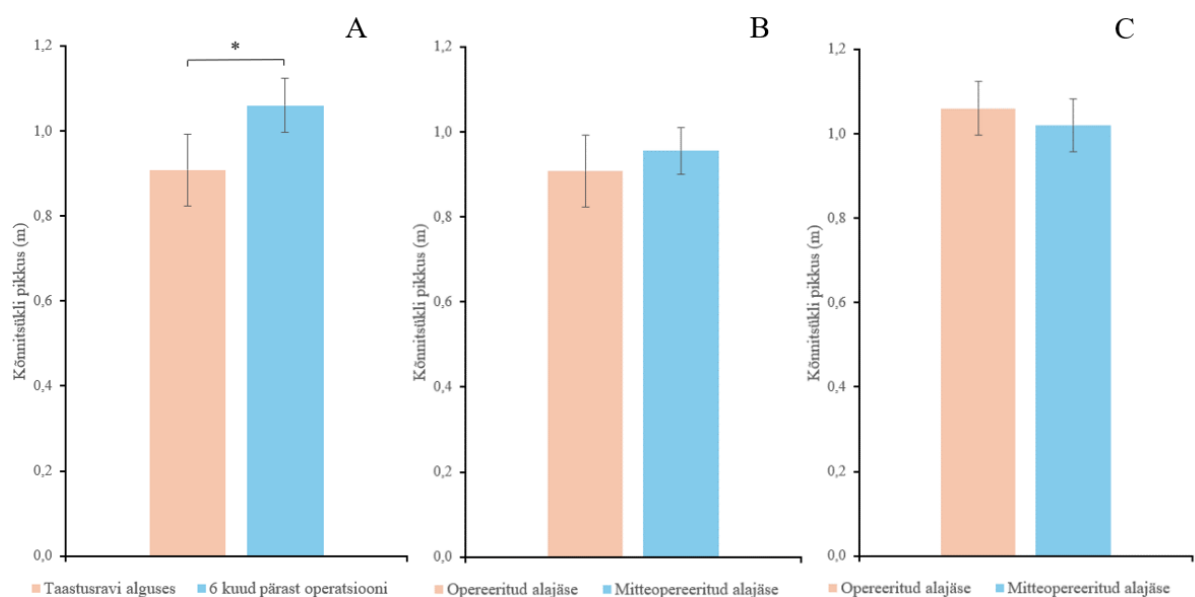 A
*
1,2
1,0
0,8
0,6
0,4
0,2
0,0
Kõnnitsükli pikkus (m)
Taastusravi alguses
6 kuud pärast operatsiooni
B
1,2
1,0
0,8
0,6
0,4
0,2
0,0
Kõnnitsükli pikkus (m)
Opereeritud alajäse
Mitteopereeritud alajäse
C
1,2
1,0
0,8
0,6
0,4
0,2
0,0
Kõnnitsükli pikkus (m)
Opereeritud alajäse
Mitteopereeritud alajäse